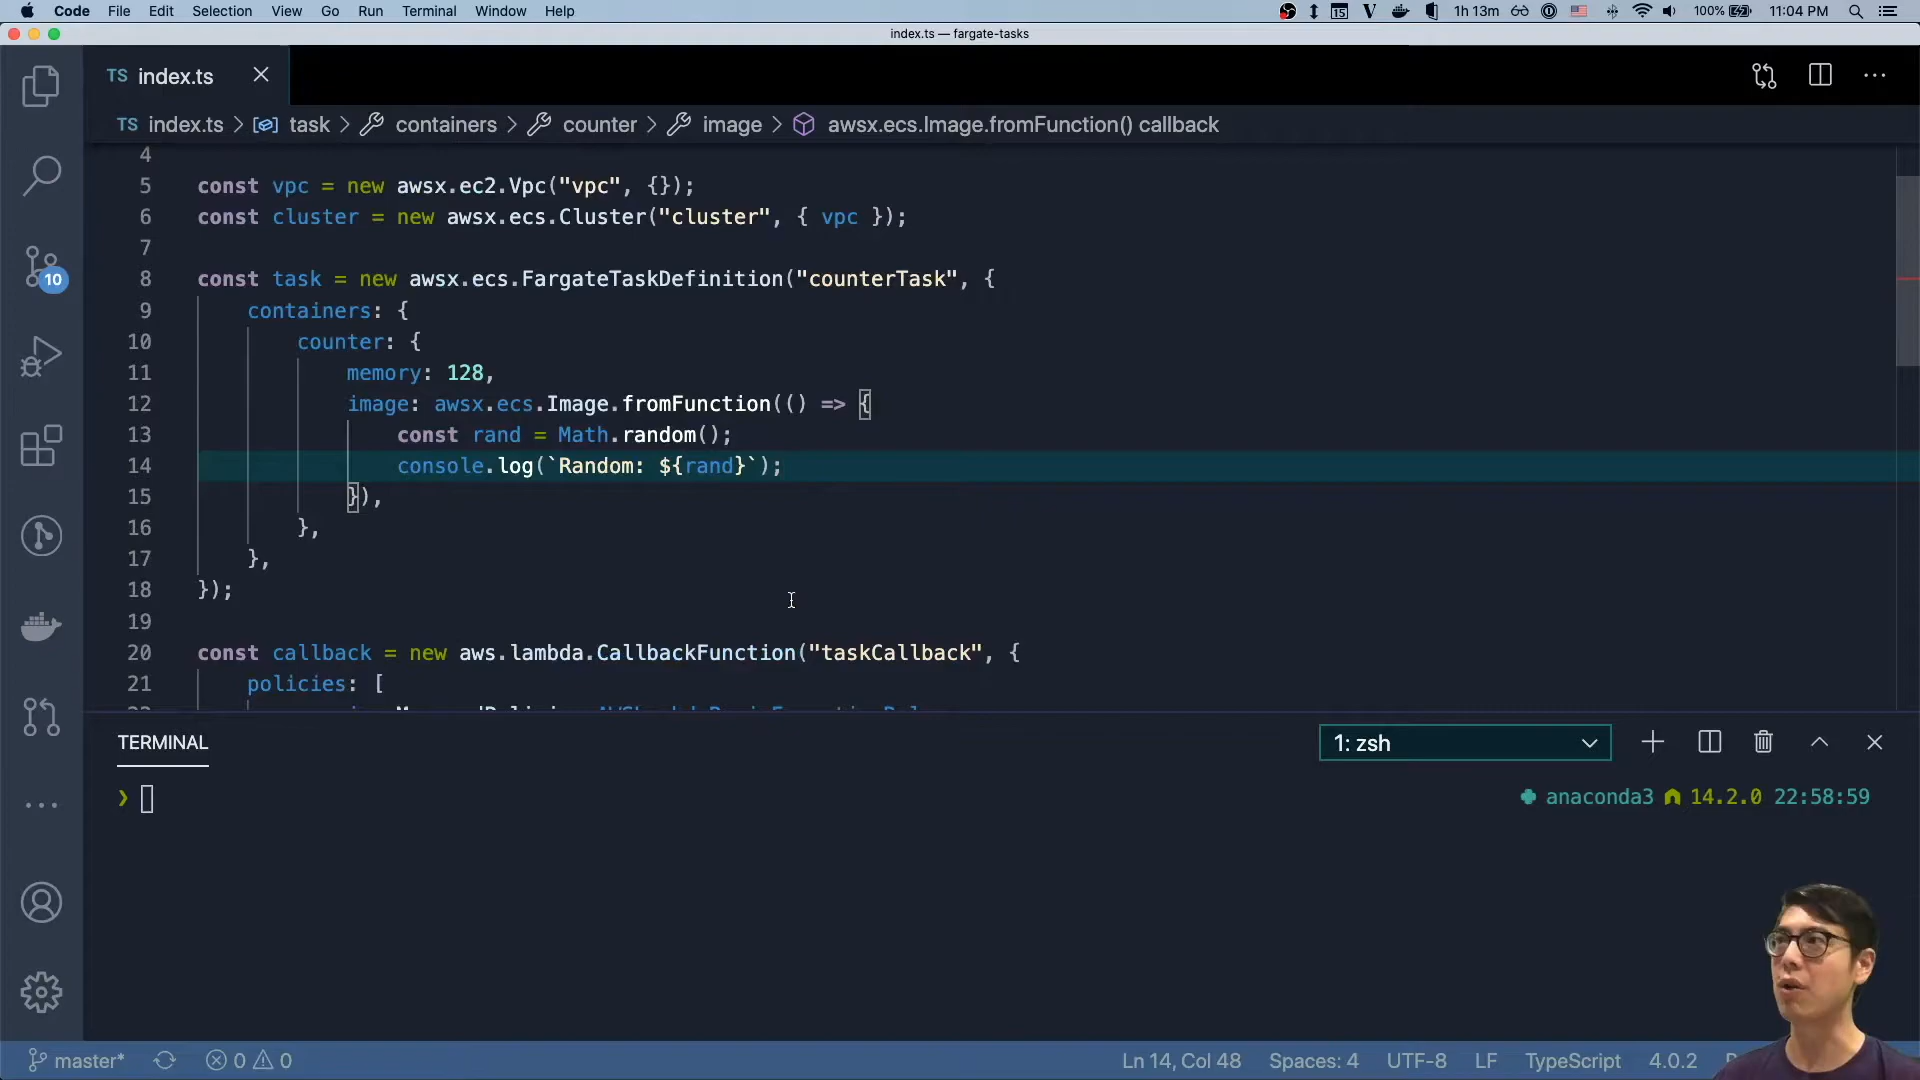 Code File Edit Selection View Go Run Terminal Window Help 15 1h 13m 100% 11:04 PM
index.ts — fargate-tasks
TS index.ts
TS index.ts > task > containers > counter > image > awsx.ecs.Image.fromFunction() callback
4
5 const vpc = new awsx.ec2.Vpc("vpc", {});
6 const cluster = new awsx.ecs.Cluster("cluster", { vpc });
7
8 const task = new awsx.ecs.FargateTaskDefinition("counterTask", {
9 containers: {
10 counter: {
11 memory: 128,
12 image: awsx.ecs.Image.fromFunction(() => {
13 const rand = Math.random();
14 console.log(`Random: ${rand}`);
15 }),
16 },
17 },
18 });
19
20 const callback = new aws.lambda.CallbackFunction("taskCallback", {
21 policies: [
10
TERMINAL
1: zsh
❯
anaconda3 14.2.0 22:58:59
master* 0 0 Ln 14, Col 48 Spaces: 4 UTF-8 LF TypeScript 4.0.2